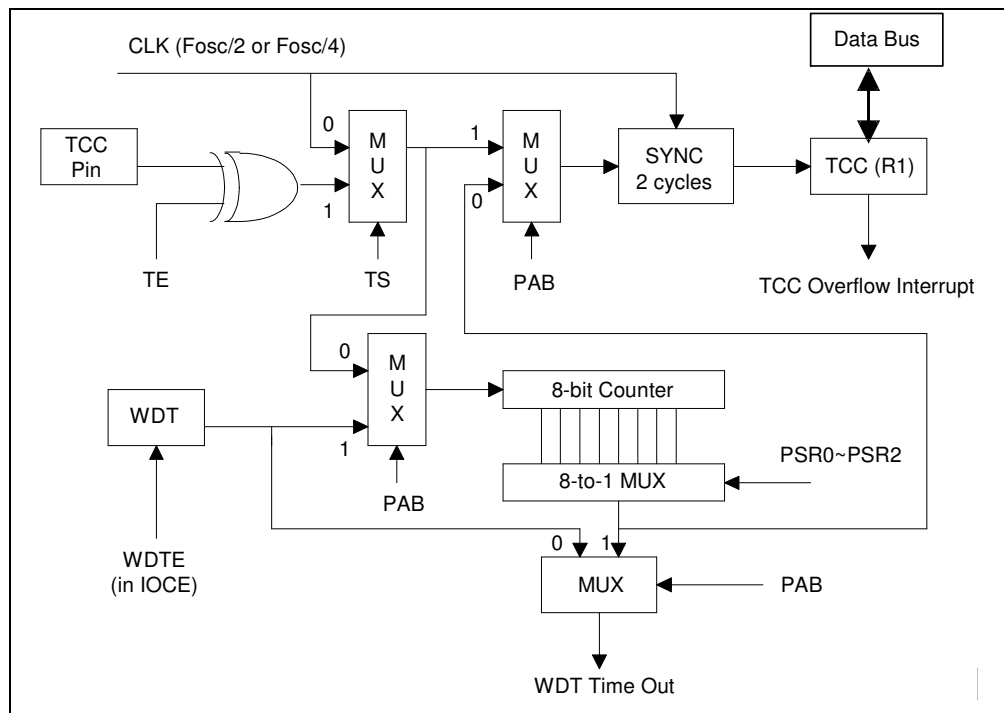 CLK (Fosc/2 or Fosc/4)
Data Bus
TCC
Pin
0
1
M
U
X
1
0
M
U
X
SYNC
2 cycles
TCC (R1)
TE
TS
PAB
TCC Overflow Interrupt
0
1
M
U
X
WDT
8-bit Counter
PSR0~PSR2
8-to-1 MUX
PAB
WDTE
(in IOCE)
0
1
MUX
PAB
WDT Time Out